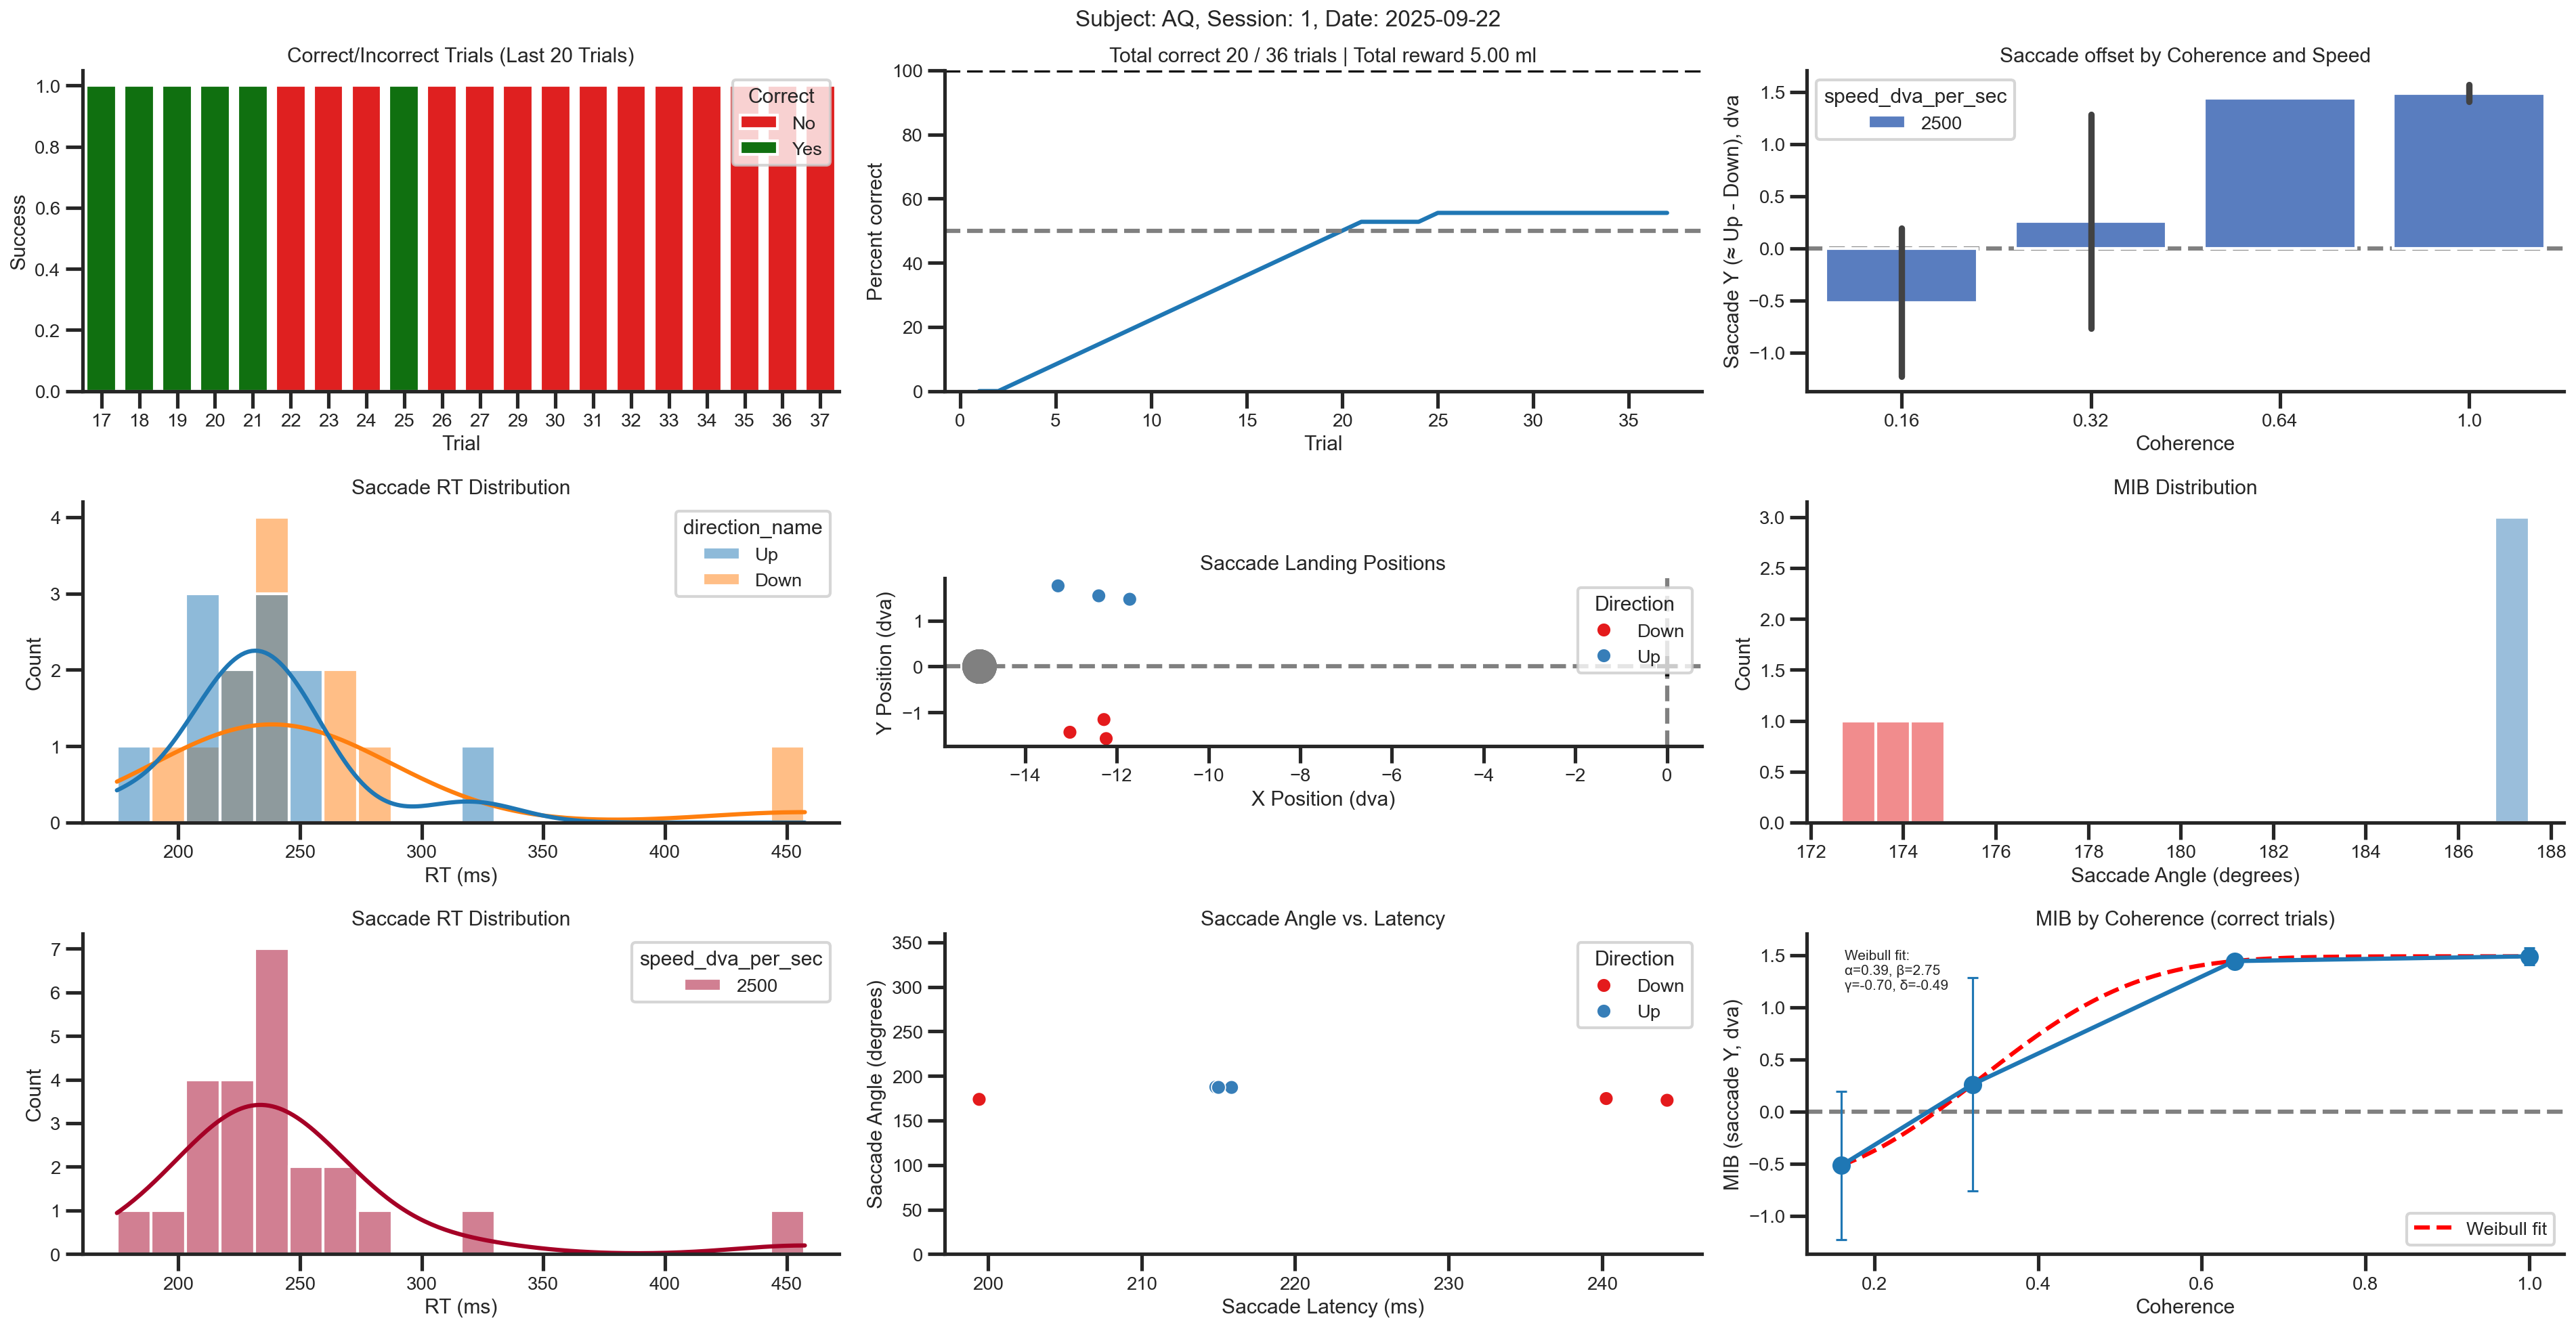 Subject: AQ, Session: 1, Date: 2025-09-22
Correct/Incorrect Trials (Last 20 Trials)
Success
1.0
0.8
0.6
0.4
0.2
0.0
Correct
No
Yes
17 18 19 20 21 22 23 24 25 26 27 29 30 31 32 33 34 35 36 37
Trial
Total correct 20 / 36 trials | Total reward 5.00 ml
Percent correct
100
80
60
40
20
0
0 5 10 15 20 25 30 35
Trial
Saccade offset by Coherence and Speed
Saccade Y (≈ Up - Down), dva
1.5
1.0
0.5
0.0
−0.5
−1.0
speed_dva_per_sec
2500
0.16 0.32 0.64 1.0
Coherence
Saccade RT Distribution
Count
4
3
2
1
0
direction_name
Up
Down
200 250 300 350 400 450
RT (ms)
Saccade Landing Positions
Y Position (dva)
1
0
−1
Direction
Down
Up
−14 −12 −10 −8 −6 −4 −2 0
X Position (dva)
MIB Distribution
Count
3.0
2.5
2.0
1.5
1.0
0.5
0.0
172 174 176 178 180 182 184 186 188
Saccade Angle (degrees)
Saccade RT Distribution
Count
7
6
5
4
3
2
1
0
speed_dva_per_sec
2500
200 250 300 350 400 450
RT (ms)
Saccade Angle vs. Latency
Saccade Angle (degrees)
350
300
250
200
150
100
50
0
Direction
Down
Up
200 210 220 230 240
Saccade Latency (ms)
MIB by Coherence (correct trials)
MIB (saccade Y, dva)
1.5
1.0
0.5
0.0
−0.5
−1.0
Weibull fit:
α=0.39, β=2.75
γ=-0.70, δ=-0.49
Weibull fit
0.2 0.4 0.6 0.8 1.0
Coherence